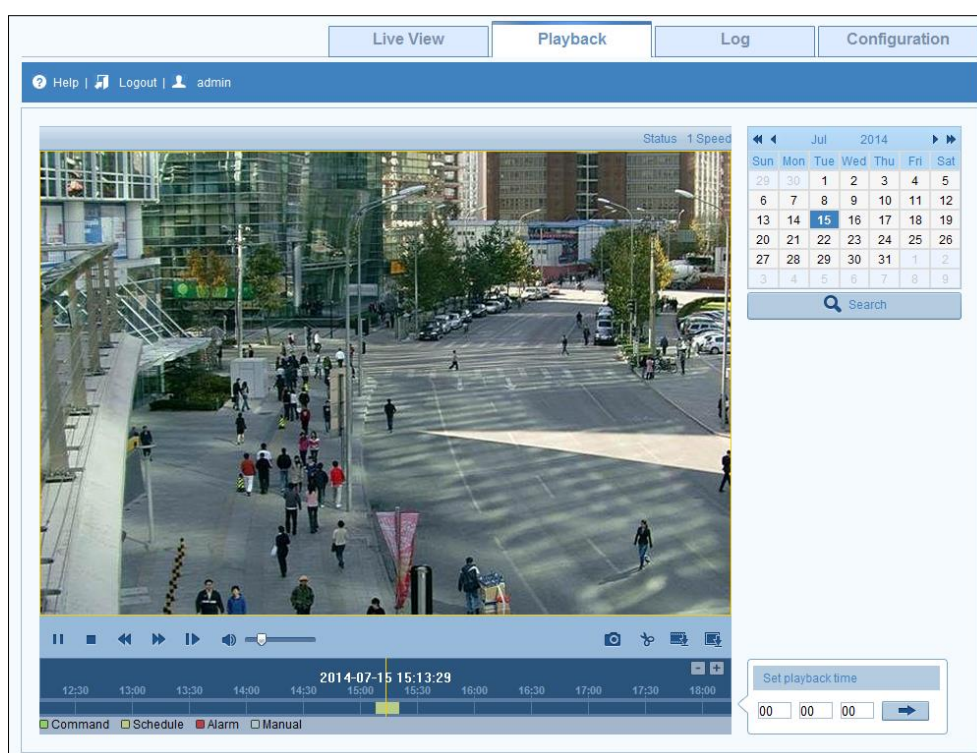 Live View Playback Log Configuration
Help | Logout | admin
Status 1 Speed
Jul 2014
Sun Mon Tue Wed Thu Fri Sat
29 30 1 2 3 4 5
6 7 8 9 10 11 12
13 14 15 16 17 18 19
20 21 22 23 24 25 26
27 28 29 30 31 1 2
3 4 5 6 7 8 9
Search
2014-07-15 15:13:29
12:30 13:00 13:30 14:00 14:30 15:00 15:30 16:00 16:30 17:00 17:30 18:00
Command Schedule Alarm Manual
Set playback time
00 00 00